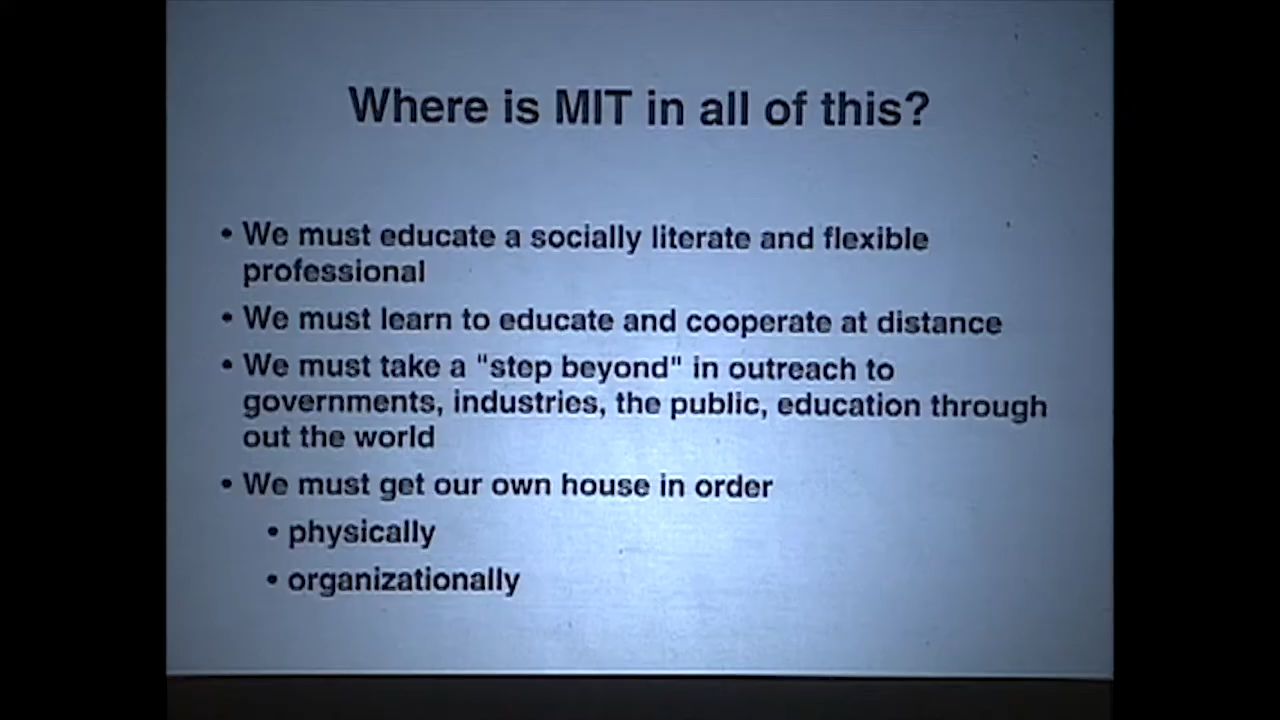 Where is MIT in all of this?
• We must educate a socially literate and flexible
professional
• We must learn to educate and cooperate at distance
• We must take a "step beyond" in outreach to
governments, industries, the public, education through
out the world
• We must get our own house in order
• physically
• organizationally